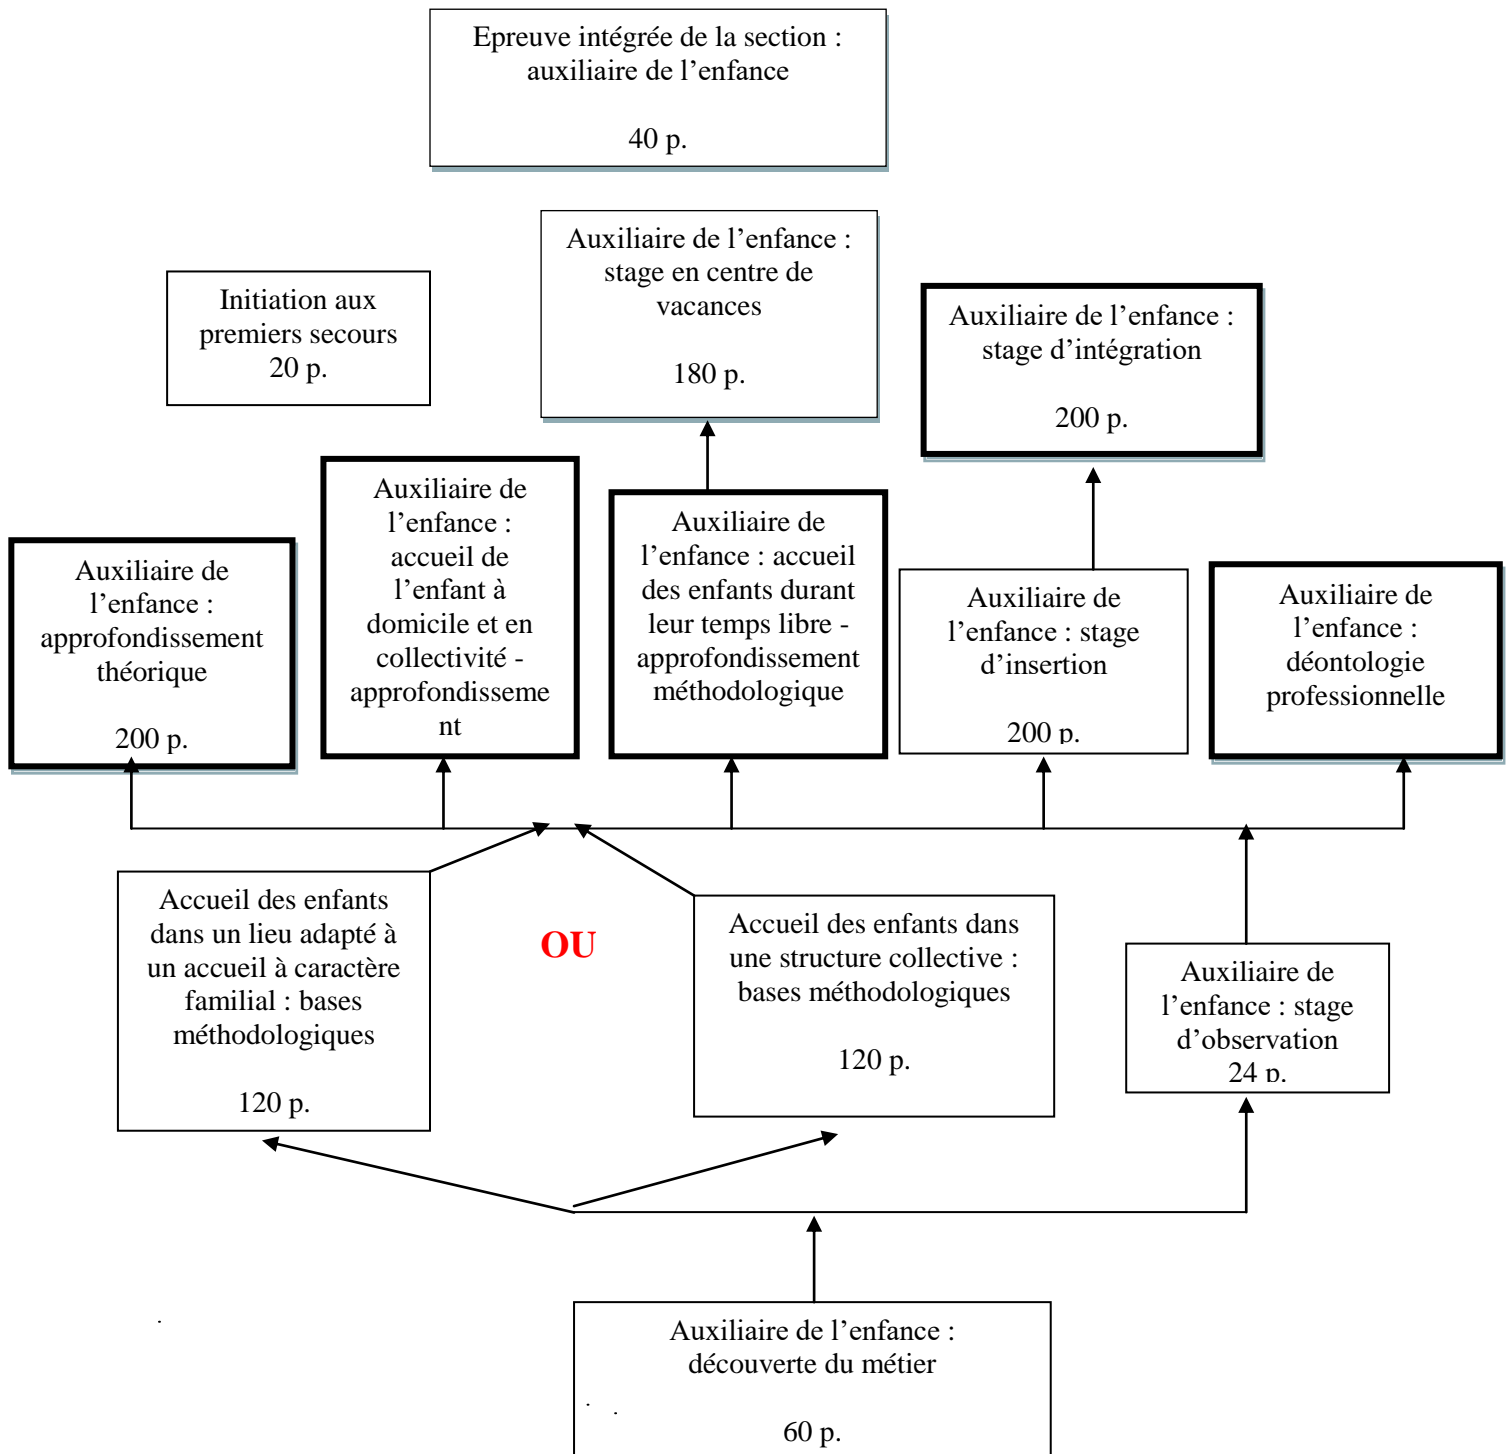 Epreuve intégrée de la section :
auxiliaire de l’enfance
40 p.
Auxiliaire de l’enfance :
stage en centre de
vacances
180 p.
Initiation aux
premiers secours
20 p.
Auxiliaire de l’enfance :
stage d’intégration
200 p.
Auxiliaire de
l’enfance :
approfondissement
théorique
200 p.
Auxiliaire de
l’enfance :
accueil de
l’enfant à
domicile et en
collectivité -
approfondisseme
nt
Auxiliaire de
l’enfance : accueil
des enfants durant
leur temps libre -
approfondissement
méthodologique
Auxiliaire de
l’enfance : stage
d’insertion
200 p.
Auxiliaire de
l’enfance :
déontologie
professionnelle
Accueil des enfants
dans un lieu adapté à
un accueil à caractère
familial : bases
méthodologiques
120 p.
OU
Accueil des enfants dans
une structure collective :
bases méthodologiques
120 p.
Auxiliaire de
l’enfance : stage
d’observation
24 p.
Auxiliaire de l’enfance :
découverte du métier
60 p.